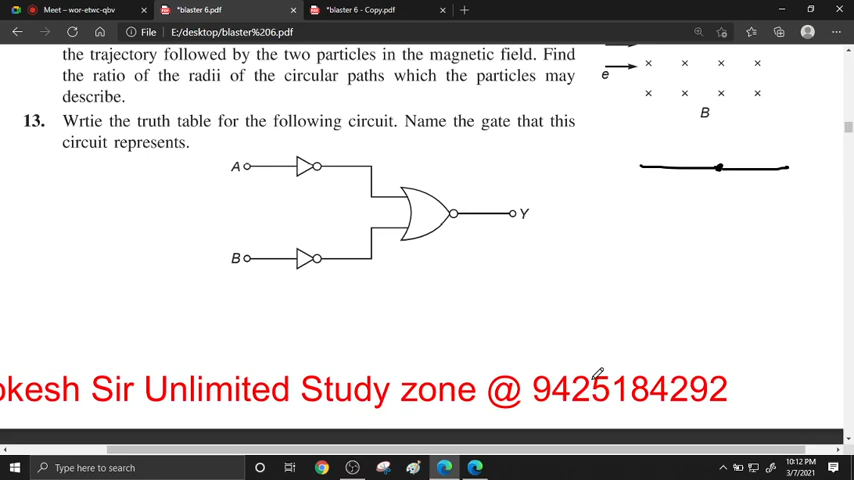 Meet – wor-etwc-qbv
*blaster 6.pdf
*blaster 6 - Copy.pdf
File
E:/desktop/blaster%206.pdf
the trajectory followed by the two particles in the magnetic field. Find
the ratio of the radii of the circular paths which the particles may
describe.
e
B
13. Wrtie the truth table for the following circuit. Name the gate that this
circuit represents.
A
Y
B
okesh Sir Unlimited Study zone @ 9425184292
Type here to search
10:12 PM
3/7/2021